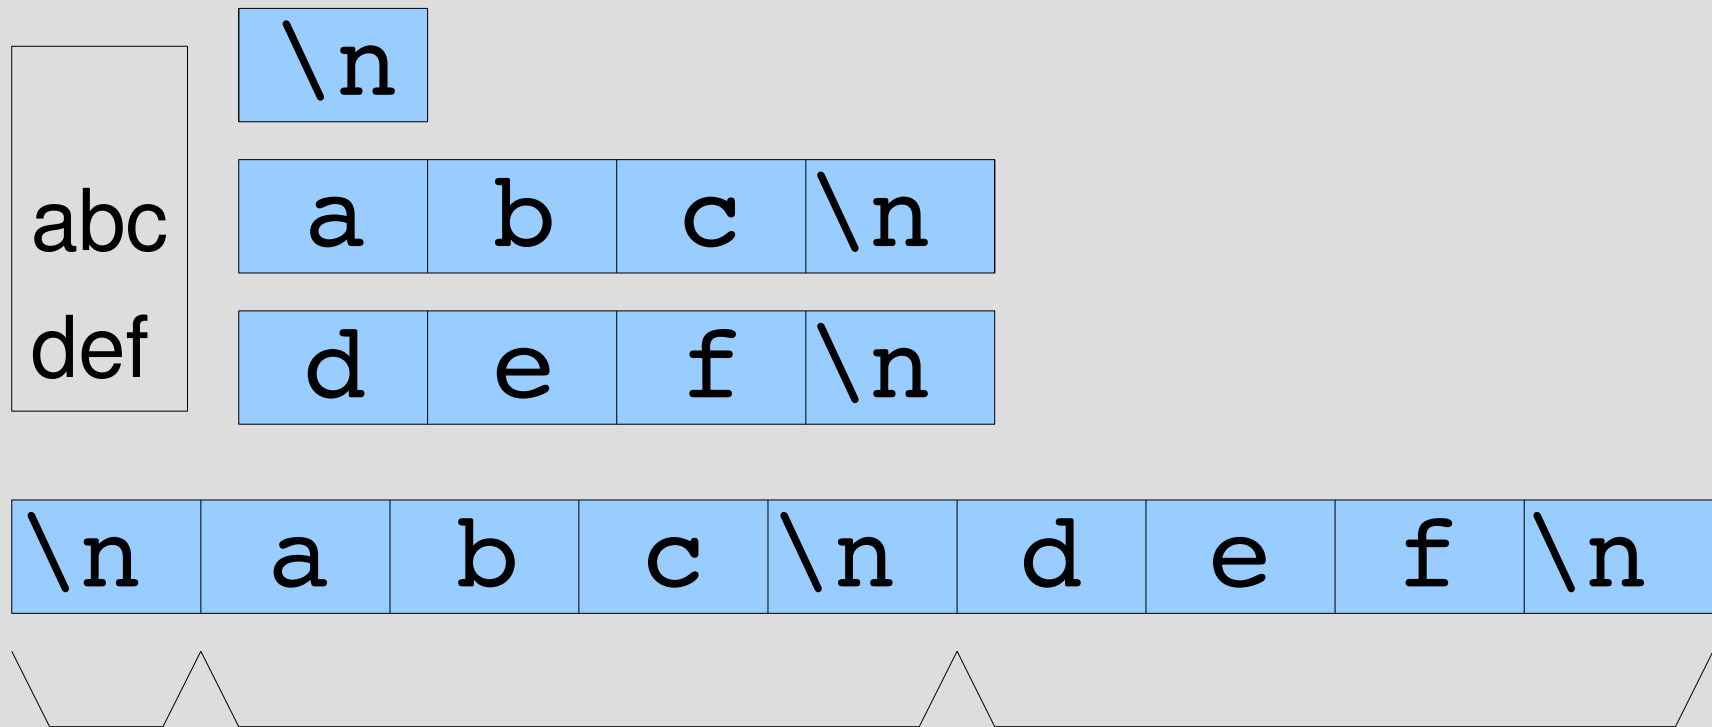 \n
abc
a b c \n
def
d e f \n
\n a b c \n d e f \n